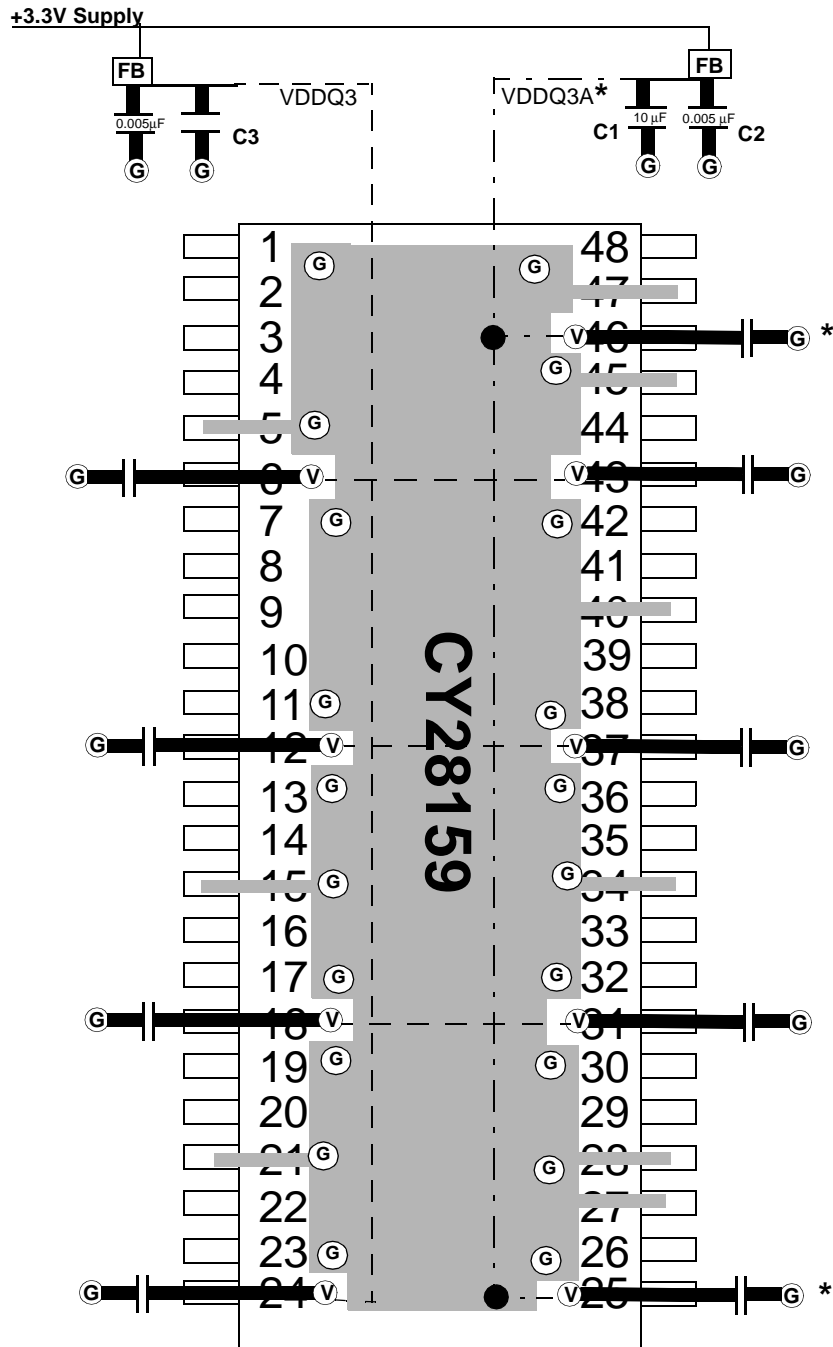 +3.3V Supply
FB
FB
VDDQ3
VDDQ3A*
0.005µF
C3
C1
10 µF
0.005 µF
C2
G
G
G
G
1
48
G
G
2
47
3
46
V
G
*
4
45
G
5
G
44
G
6
V
V
43
G
7
G
G
42
8
41
9
40
10
39
11
G
G
38
G
12
V
V
37
G
13
G
G
36
14
35
15
G
G
34
16
33
17
G
G
32
G
18
V
V
31
G
19
G
G
30
20
29
21
G
G
28
22
27
23
G
G
26
G
24
V
V
25
G
*
CY28159